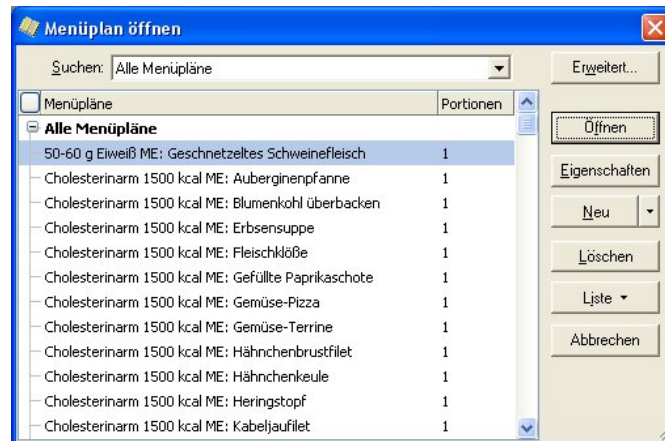 Menüplan öffnen
Suchen: Alle Menüpläne
Erweitert...
Menüpläne Portionen
Alle Menüpläne
50-60 g Eiweiß ME: Geschnetzeltes Schweinefleisch 1
Cholesterinarm 1500 kcal ME: Auberginenpfanne 1
Cholesterinarm 1500 kcal ME: Blumenkohl überbacken 1
Cholesterinarm 1500 kcal ME: Erbsensuppe 1
Cholesterinarm 1500 kcal ME: Fleischklöße 1
Cholesterinarm 1500 kcal ME: Gefüllte Paprikaschote 1
Cholesterinarm 1500 kcal ME: Gemüse-Pizza 1
Cholesterinarm 1500 kcal ME: Gemüse-Terrine 1
Cholesterinarm 1500 kcal ME: Hähnchenbrustfilet 1
Cholesterinarm 1500 kcal ME: Hähnchenkeule 1
Cholesterinarm 1500 kcal ME: Heringstopf 1
Cholesterinarm 1500 kcal ME: Kabeljaufilet 1
Öffnen
Eigenschaften
Neu
Löschen
Liste
Abbrechen